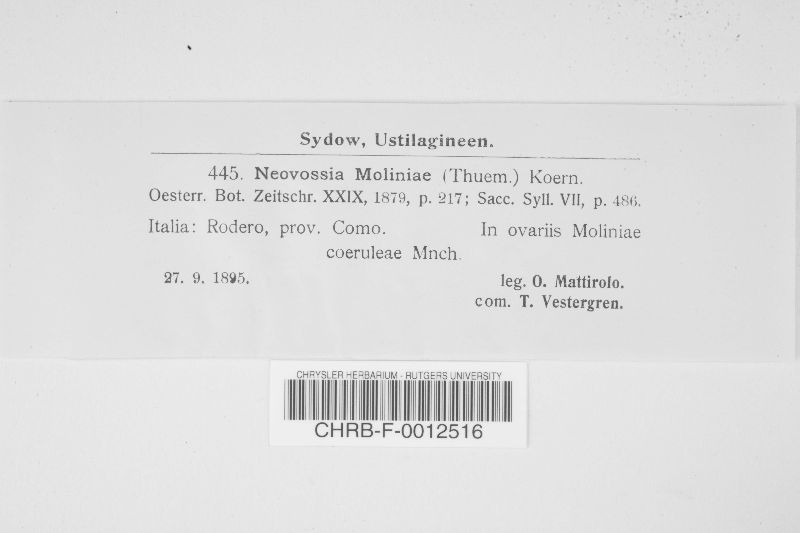 Sydow, Ustilagineen.
445. Neovossia Moliniae (Thuem.) Koern.
Oesterr. Bot. Zeitschr. XXIX, 1879, p. 217; Sacc. Syll. VII, p. 486.
Italia: Rodero, prov. Como. In ovariis Moliniae
coeruleae Mnch.
27. 9. 1895. leg. O. Mattirolo.
com. T. Vestergren.
CHRYSLER HERBARIUM - RUTGERS UNIVERSITY
CHRB-F-0012516